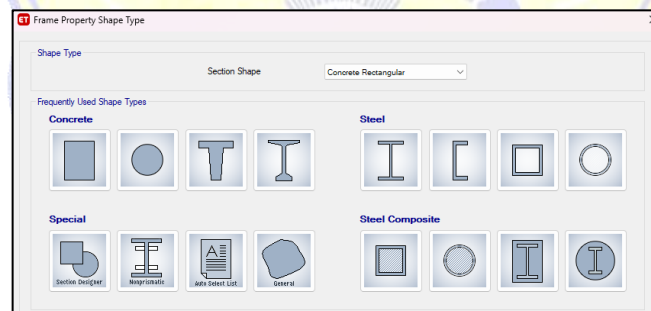 ET Frame Property Shape Type
Shape Type
Section Shape Concrete Rectangular
Frequently Used Shape Types
Concrete Steel
Special Steel Composite
Section Designer Nonprismatic Auto Select List General